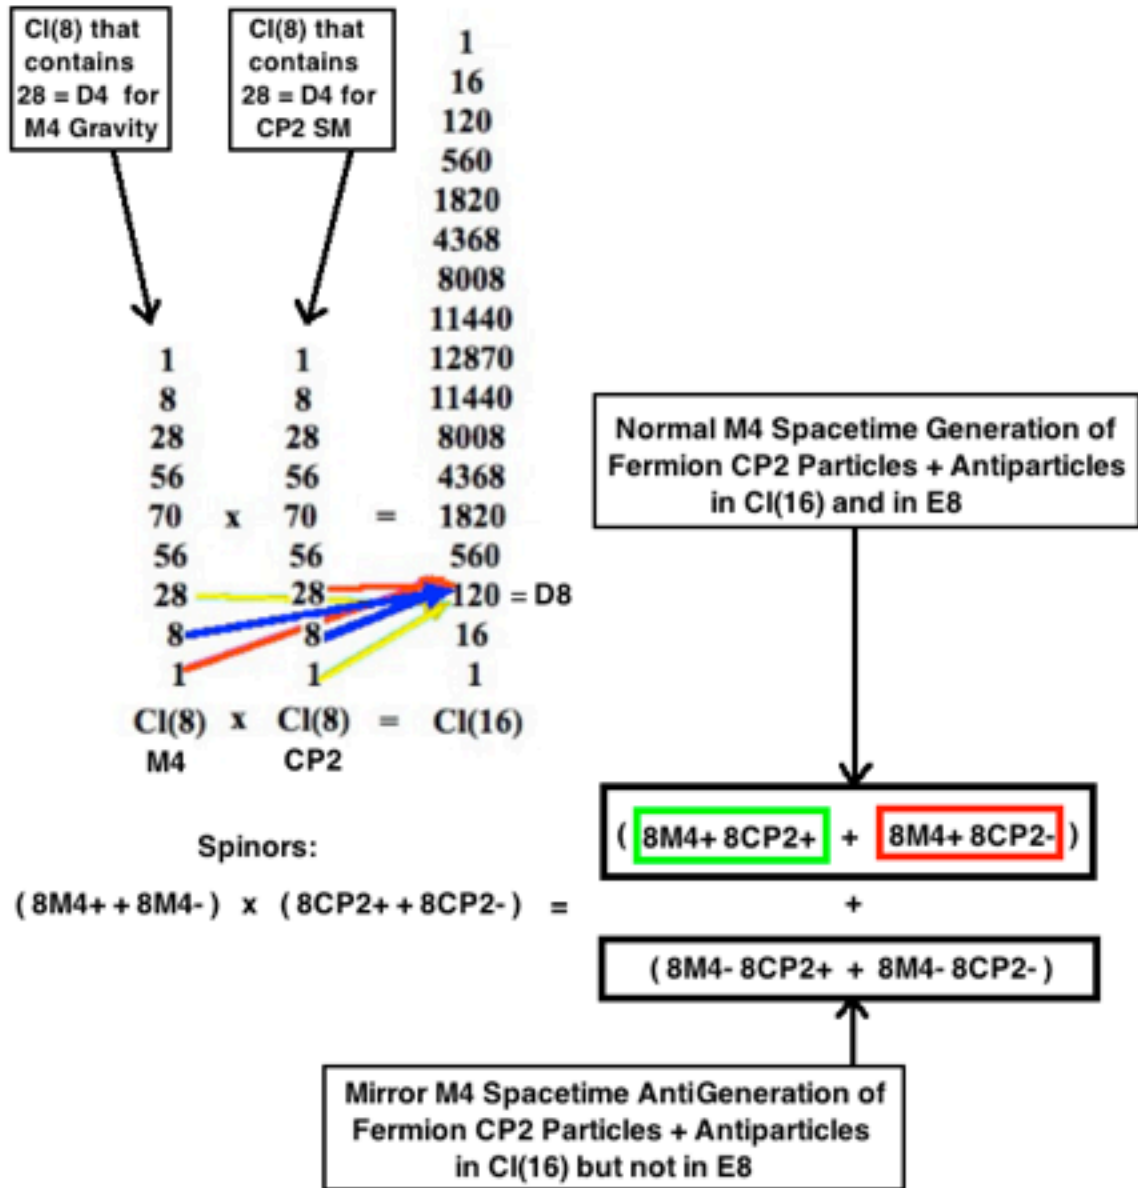 Cl(8) that
contains
28 = D4 for
M4 Gravity
Cl(8) that
contains
28 = D4 for
CP2 SM
1
16
120
560
1820
4368
8008
11440
1 1 12870
8 8 11440
28 28 8008
56 56 4368
70 x 70 = 1820
56 56 560
28 28 120 = D8
8 8 16
1 1 1
Cl(8) x Cl(8) = Cl(16)
M4 CP2
Normal M4 Spacetime Generation of
Fermion CP2 Particles + Antiparticles
in Cl(16) and in E8
Spinors:
( 8M4+ + 8M4- ) x ( 8CP2+ + 8CP2- ) =
( 8M4+ 8CP2+ + 8M4+ 8CP2- )
+
( 8M4- 8CP2+ + 8M4- 8CP2- )
Mirror M4 Spacetime AntiGeneration of
Fermion CP2 Particles + Antiparticles
in Cl(16) but not in E8